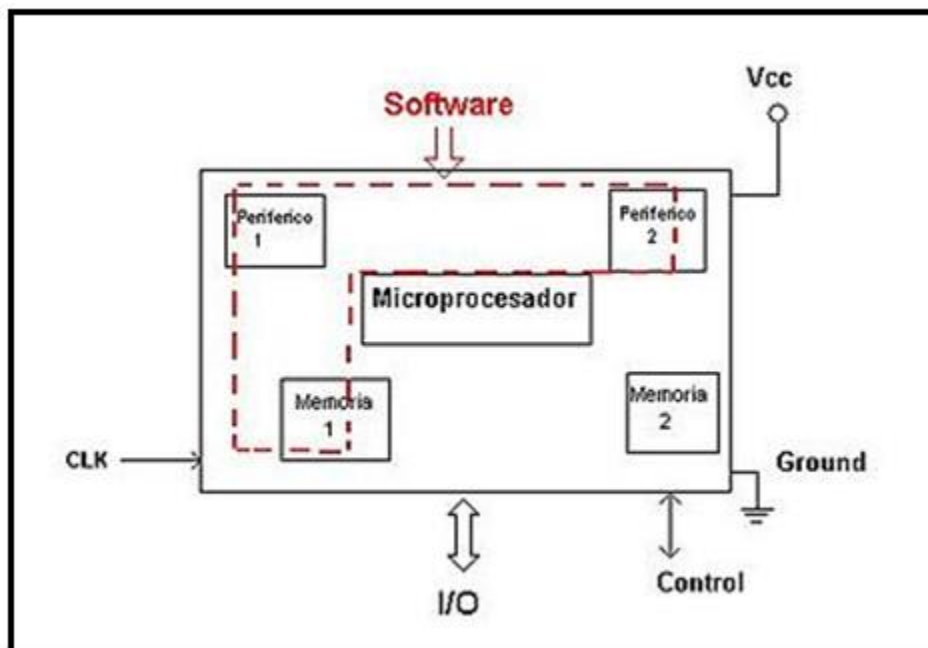 Software
Vcc
Periferico
1
Periferico
2
Microprocesador
Memoria
1
Memoria
2
CLK
Ground
I/O
Control